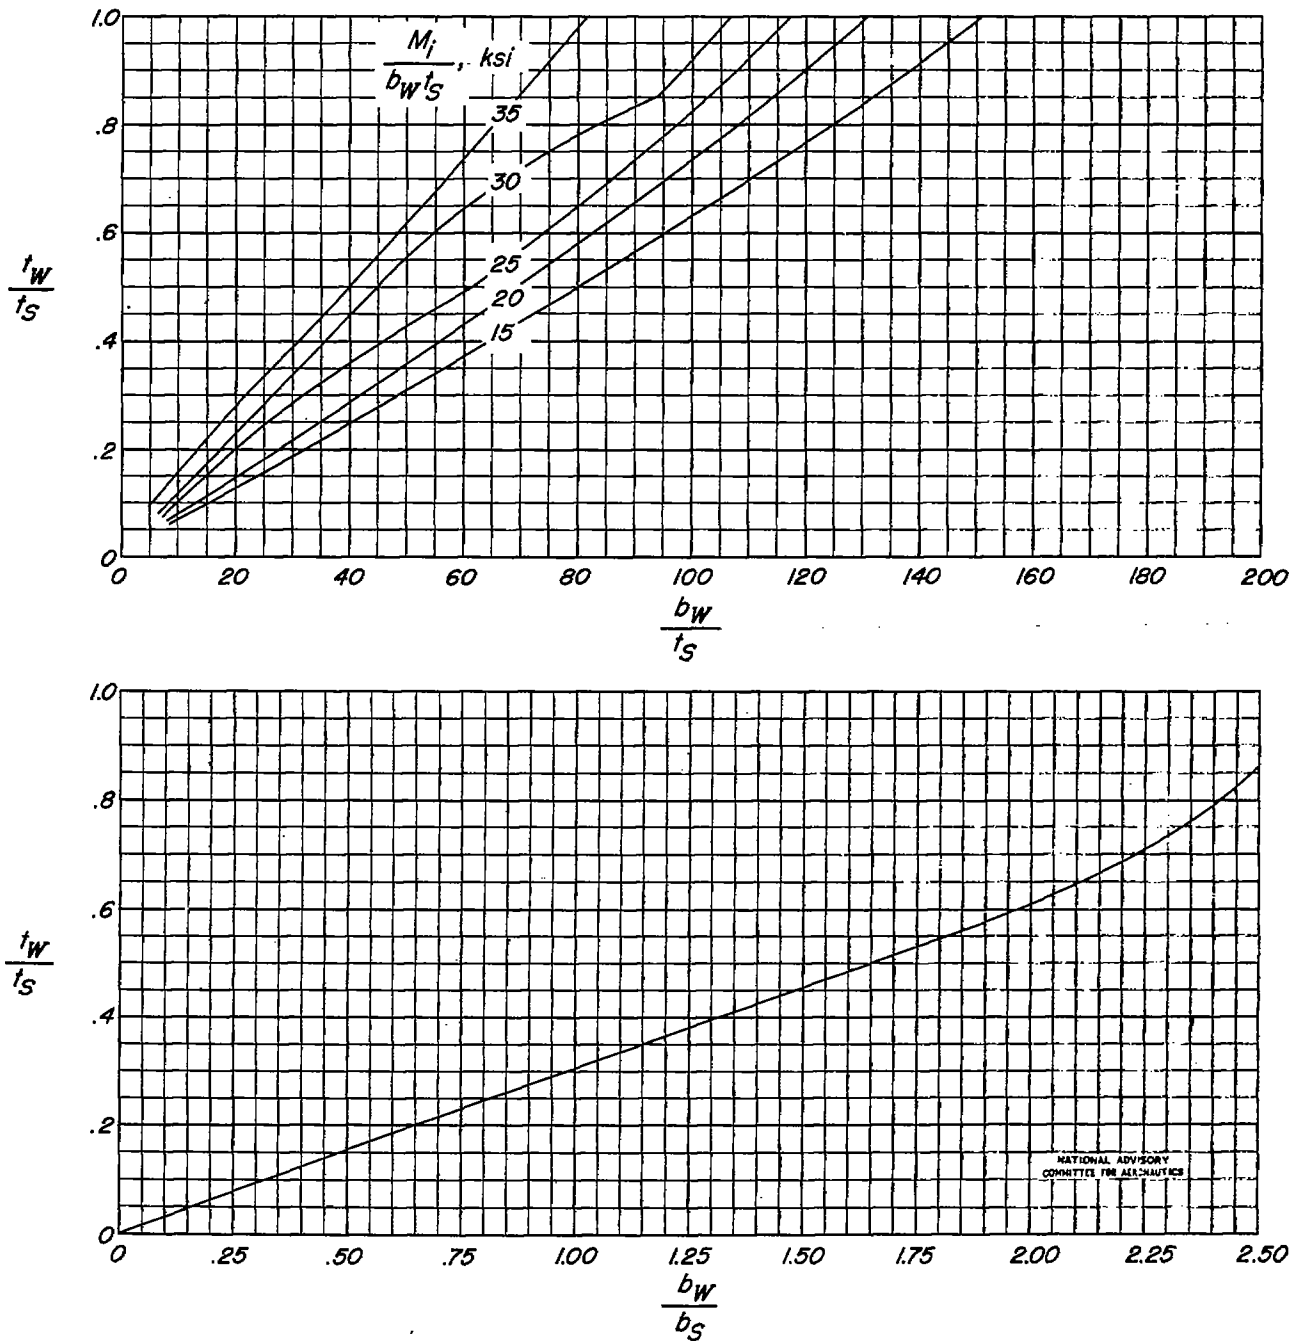 1.0
M_i / b_W t_S, ksi
35
.8
30
.6
t_W / t_S
25
20
.4
15
.2
0
0 20 40 60 80 100 120 140 160 180 200
b_W / t_S
1.0
.8
.6
t_W / t_S
.4
.2
NATIONAL ADVISORY
COMMITTEE FOR AERONAUTICS
0
0 .25 .50 .75 1.00 1.25 1.50 1.75 2.00 2.25 2.50
b_W / b_S